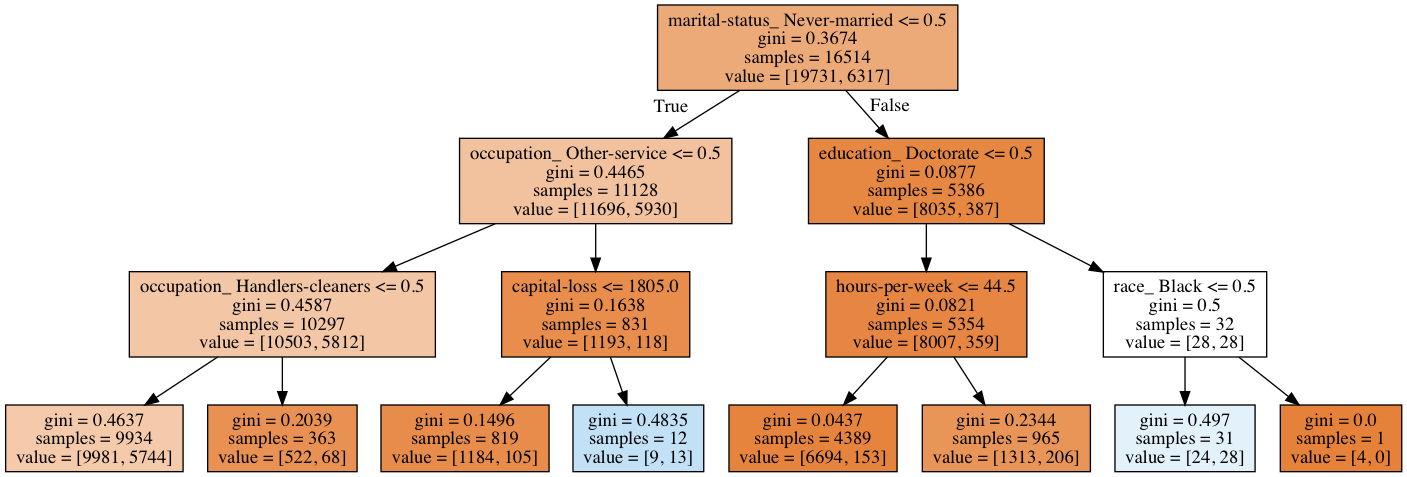 marital-status_ Never-married <= 0.5
gini = 0.3674
samples = 16514
value = [19731, 6317]
True
False
occupation_ Other-service <= 0.5
gini = 0.4465
samples = 11128
value = [11696, 5930]
education_ Doctorate <= 0.5
gini = 0.0877
samples = 5386
value = [8035, 387]
occupation_ Handlers-cleaners <= 0.5
gini = 0.4587
samples = 10297
value = [10503, 5812]
capital-loss <= 1805.0
gini = 0.1638
samples = 831
value = [1193, 118]
hours-per-week <= 44.5
gini = 0.0821
samples = 5354
value = [8007, 359]
race_ Black <= 0.5
gini = 0.5
samples = 32
value = [28, 28]
gini = 0.4637
samples = 9934
value = [9981, 5744]
gini = 0.2039
samples = 363
value = [522, 68]
gini = 0.1496
samples = 819
value = [1184, 105]
gini = 0.4835
samples = 12
value = [9, 13]
gini = 0.0437
samples = 4389
value = [6694, 153]
gini = 0.2344
samples = 965
value = [1313, 206]
gini = 0.497
samples = 31
value = [24, 28]
gini = 0.0
samples = 1
value = [4, 0]